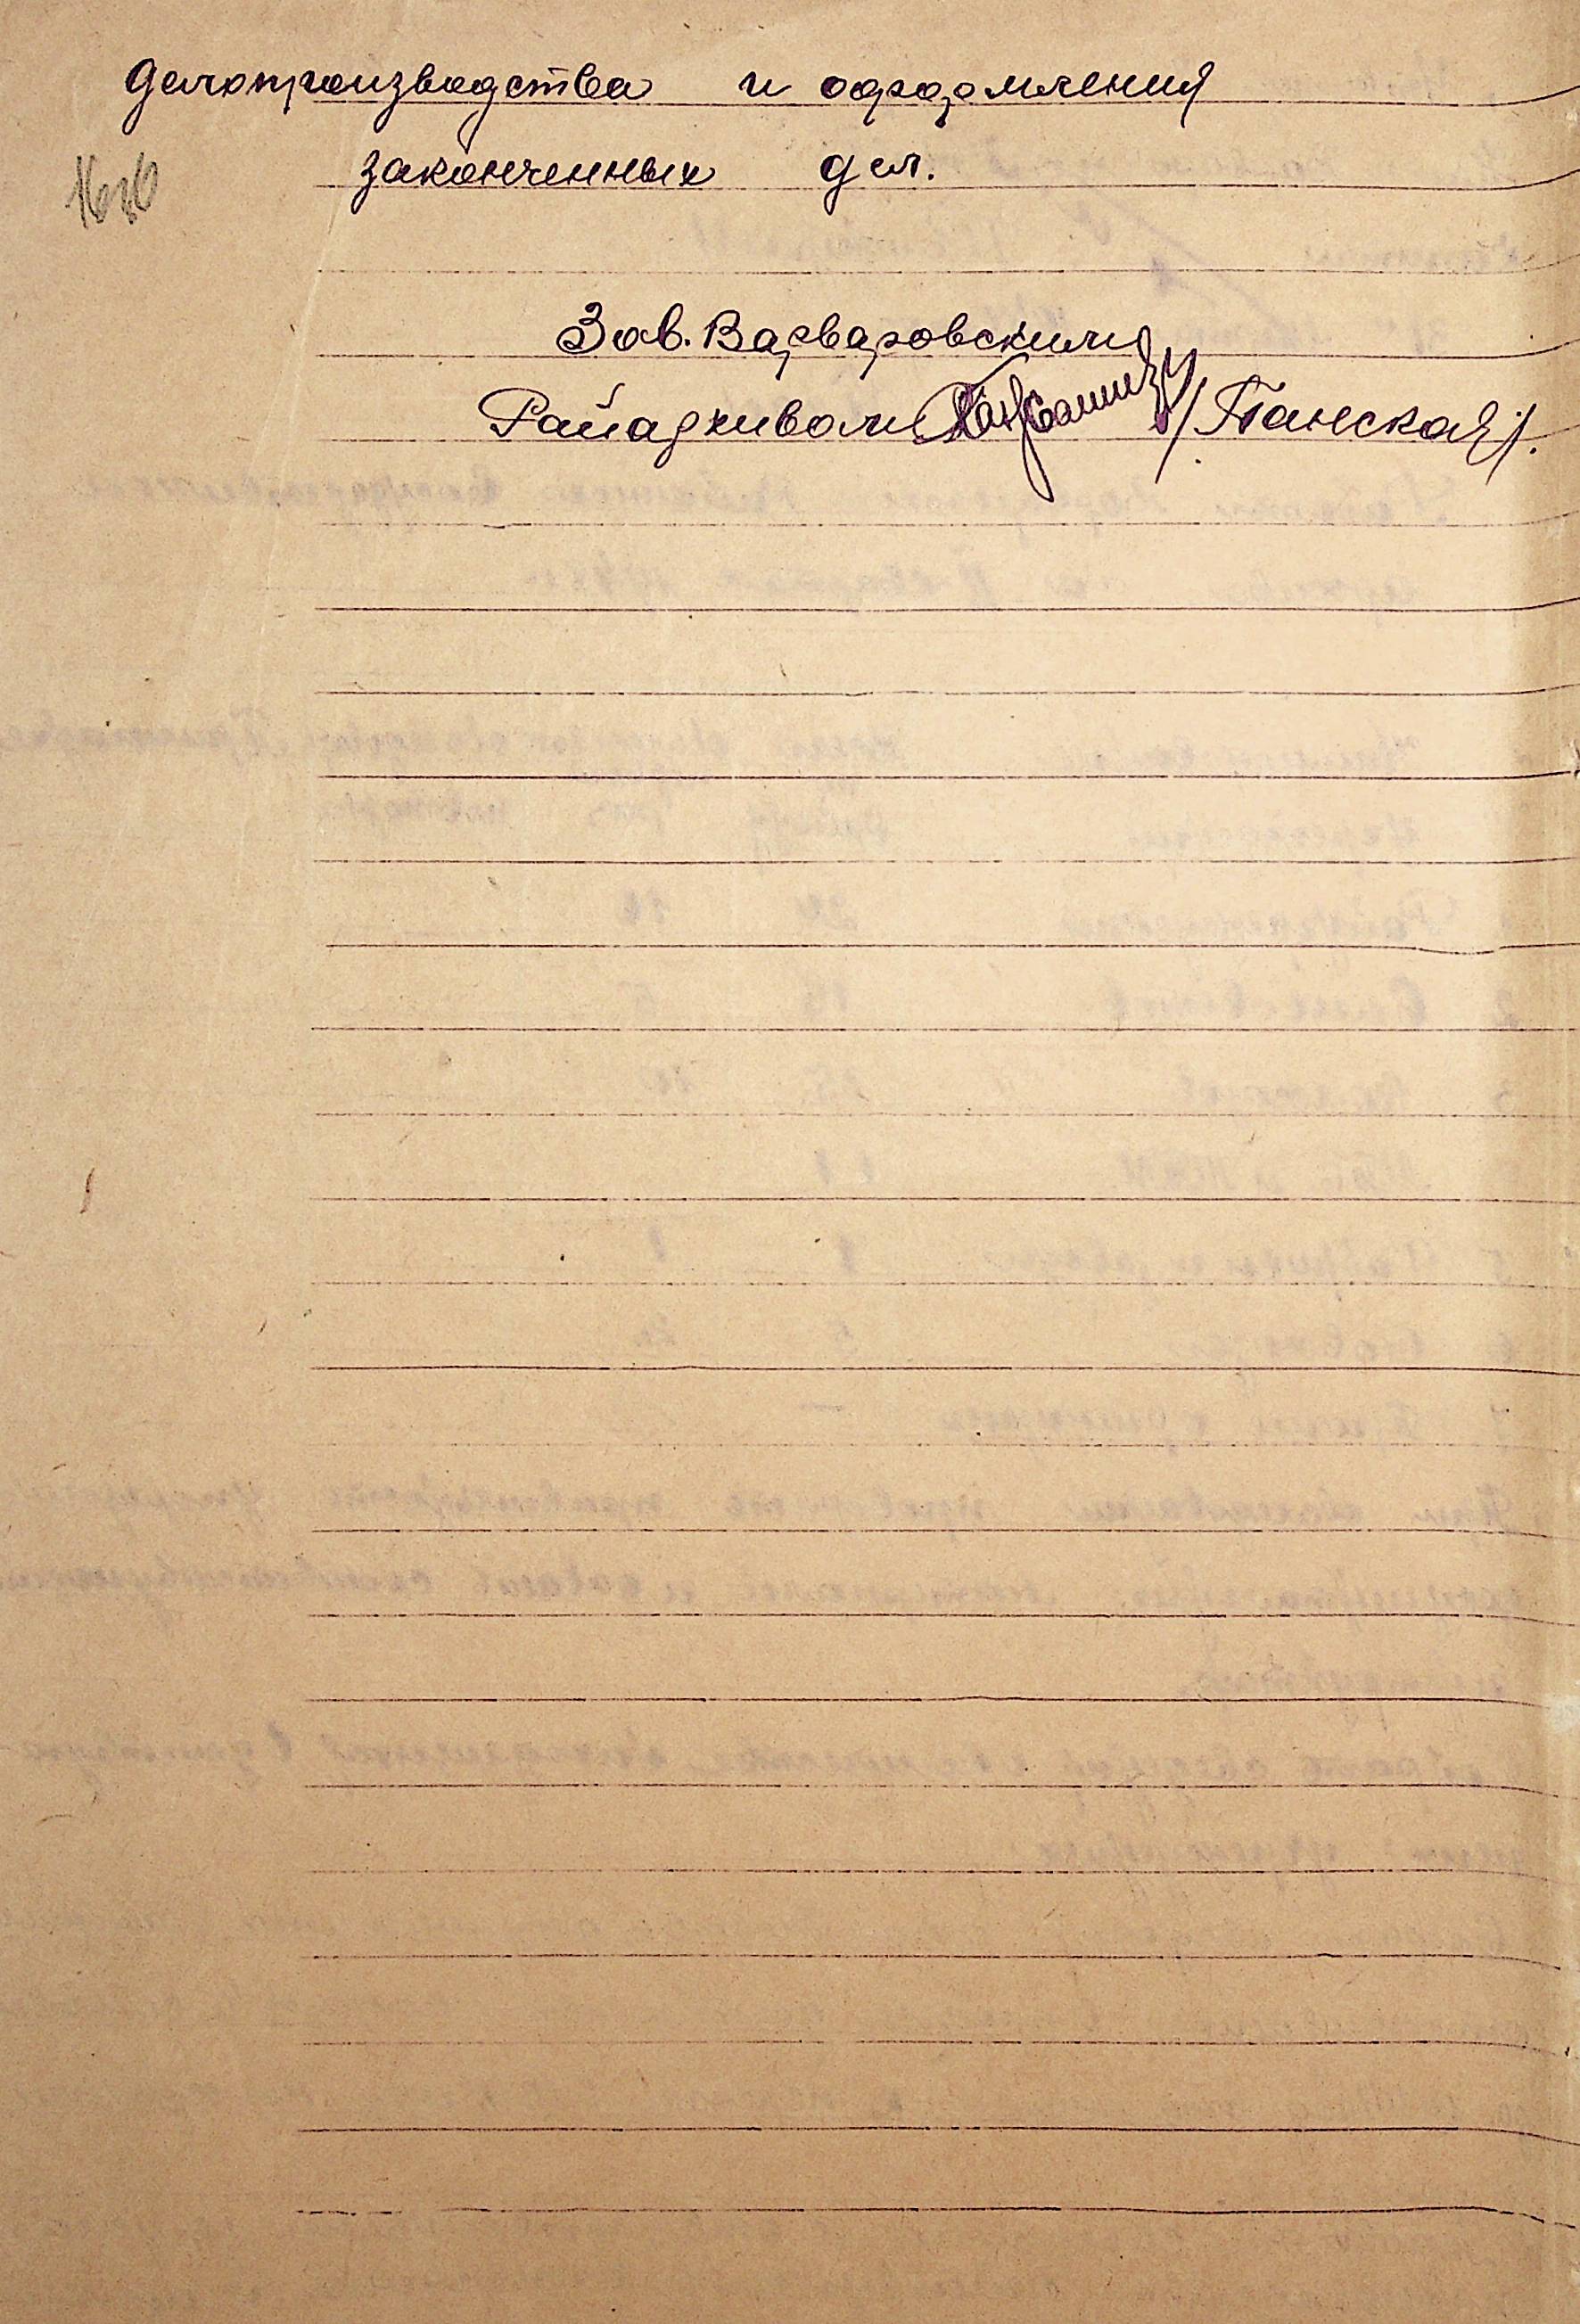 делопроизводства и оформления
законченных дел.
Зав. Варваровским
Райархивом /Панская/.